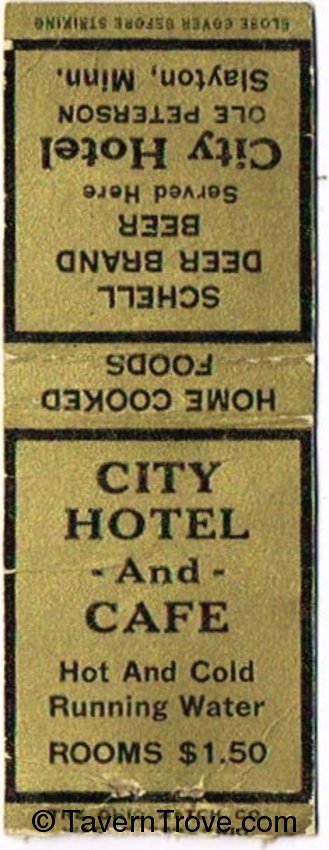 CLOSE COVER BEFORE STRIKING
SCHELL
DEER BRAND
BEER
Served Here
City Hotel
OLE PETERSON
Slayton, Minn.
HOME COOKED
FOODS
CITY
HOTEL
- And -
CAFE
Hot And Cold
Running Water
ROOMS $1.50
©TavernTrove.com